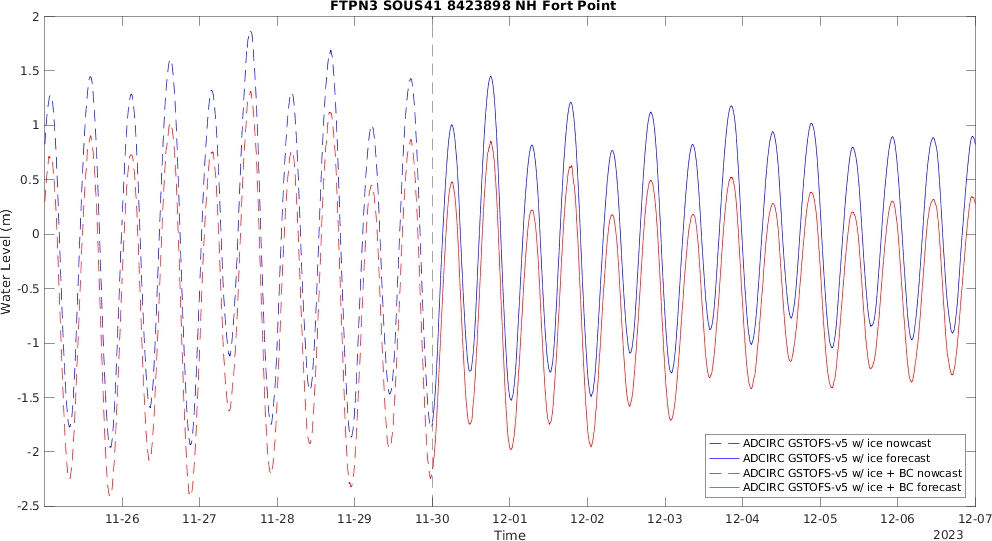 FTPN3 SOUS41 8423898 NH Fort Point
2
1.5
1
0.5
0
-0.5
-1
-1.5
-2
-2.5
Water Level (m)
11-26 11-27 11-28 11-29 11-30 12-01 12-02 12-03 12-04 12-05 12-06 12-07
Time
2023
ADCIRC GSTOFS-v5 w/ ice nowcast
ADCIRC GSTOFS-v5 w/ ice forecast
ADCIRC GSTOFS-v5 w/ ice + BC nowcast
ADCIRC GSTOFS-v5 w/ ice + BC forecast